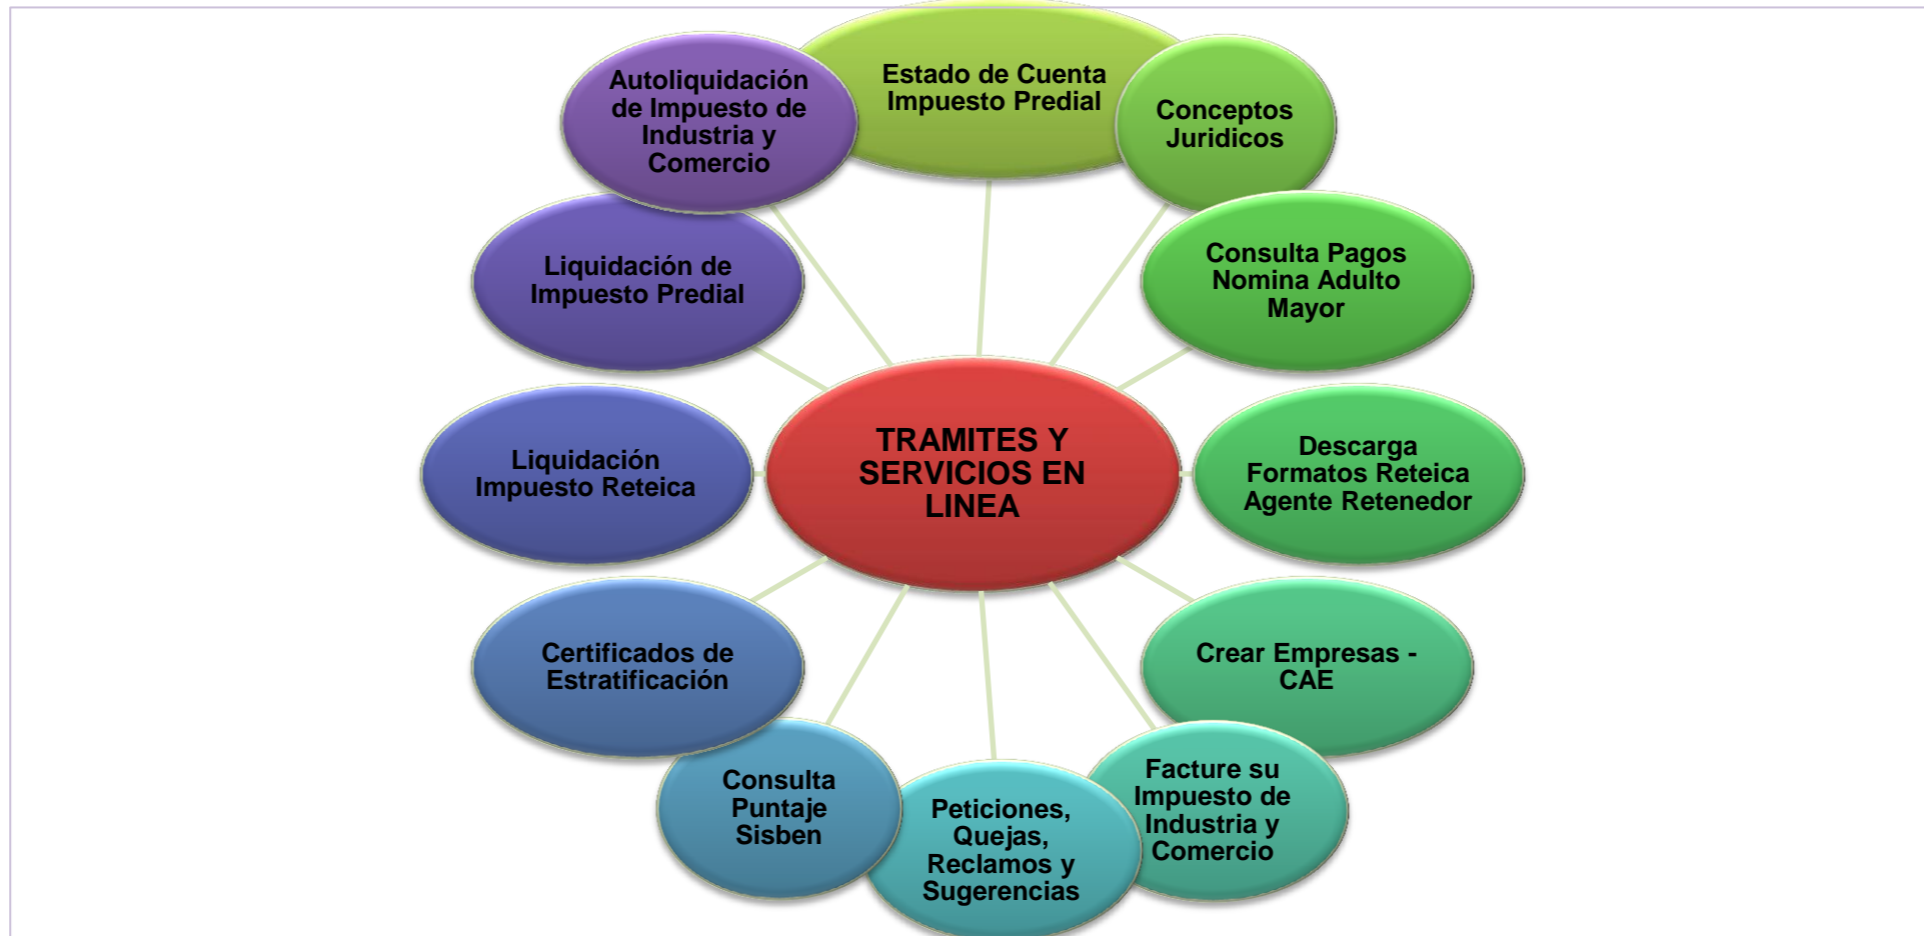 Estado de Cuenta
Impuesto Predial
Conceptos
Juridicos
Consulta Pagos
Nomina Adulto
Mayor
Descarga
Formatos Reteica
Agente Retenedor
Crear Empresas -
CAE
Facture su
Impuesto de
Industria y
Comercio
Peticiones,
Quejas,
Reclamos y
Sugerencias
Consulta
Puntaje
Sisben
Certificados de
Estratificación
Liquidación
Impuesto Reteica
Liquidación de
Impuesto Predial
Autoliquidación
de Impuesto de
Industria y
Comercio
TRAMITES Y
SERVICIOS EN
LINEA